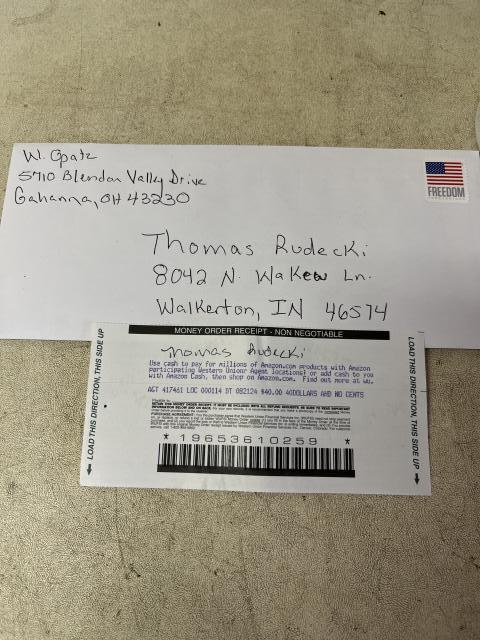 W. Opatz
5710 Blendon Valley Drive
Gahanna, OH 43230
FREEDOM
Thomas Rudecki
8042 N. Wakew Ln.
Walkerton, IN 46574
MONEY ORDER RECEIPT - NON NEGOTIABLE
Thomas Rudecki
LOAD THIS DIRECTION, THIS SIDE UP
LOAD THIS DIRECTION, THIS SIDE UP
Use cash to pay for millions of Amazon.com products with Amazon
participating Western Union Agent locations! or add cash to you
with Amazon Cash, then shop on Amazon.com. Find out more at wu.
AGT 417461 LOC 000114 DT 082124 $40.00 40DOLLARS AND NO CENTS
*19653610259*